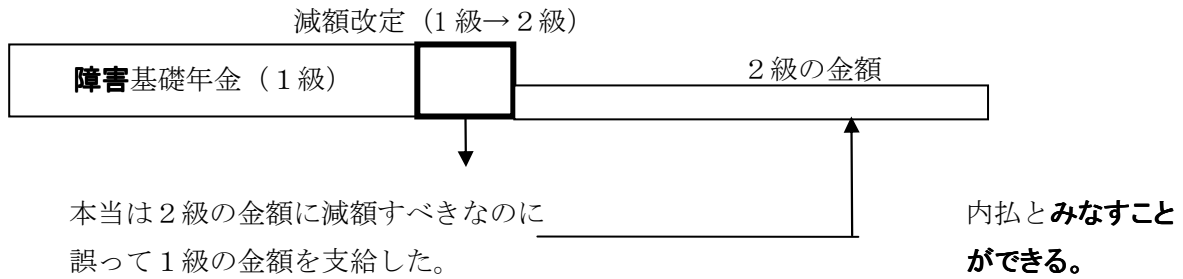 減額改定（１級→２級）
障害基礎年金（１級）
２級の金額
本当は２級の金額に減額すべきなのに
誤って１級の金額を支給した。
内払とみなすこと
ができる。